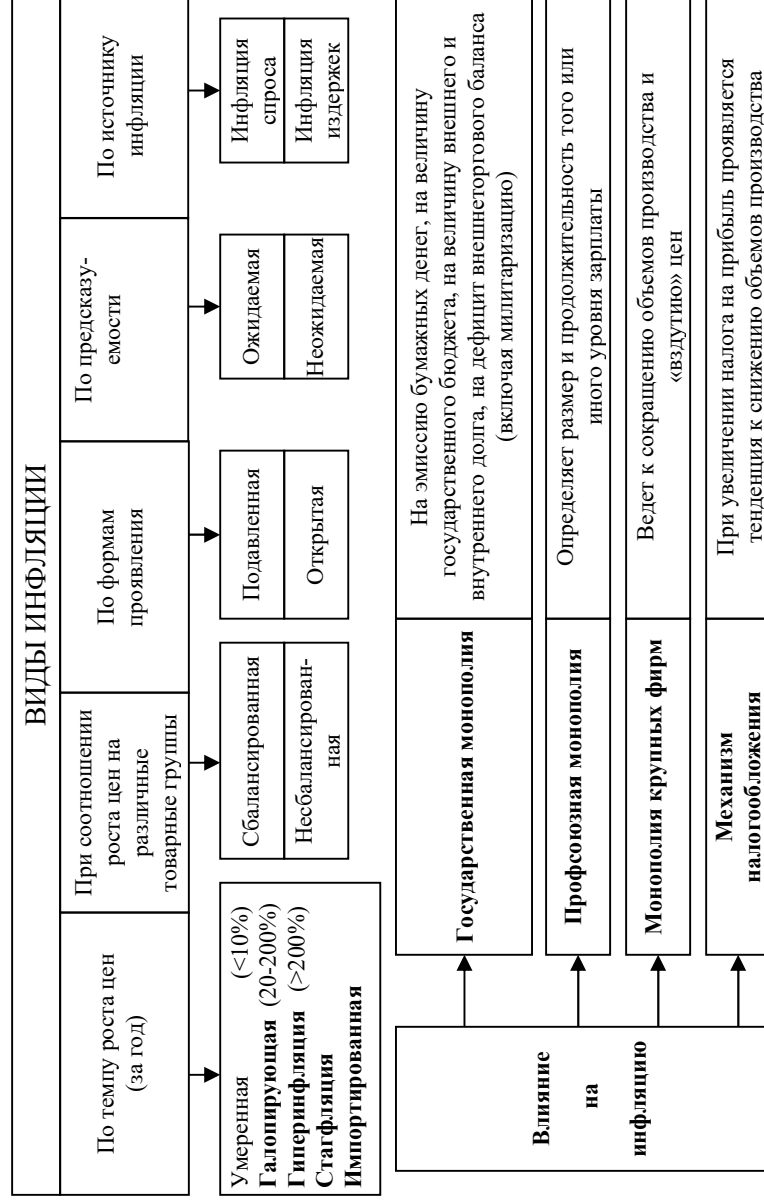 ВИДЫ ИНФЛЯЦИИ
По темпу роста цен
(за год)
При соотношении
роста цен на
различные
товарные группы
По формам
проявления
По предсказу-
емости
По источнику
инфляции
Умеренная (<10%)
Галопирующая (20-200%)
Гиперинфляция (>200%)
Стагфляция
Импортированная
Сбалансированная
Несбалансирован-
ная
Подавленная
Открытая
Ожидаемая
Неожидаемая
Инфляция
спроса
Инфляция
издержек
Влияние
на
инфляцию
Государственная монополия
На эмиссию бумажных денег, на величину
государственного бюджета, на величину внешнего и
внутреннего долга, на дефицит внешнеторгового баланса
(включая милитаризацию)
Профсоюзная монополия
Определяет размер и продолжительность того или
иного уровня зарплаты
Монополия крупных фирм
Ведет к сокращению объемов производства и
«вздутию» цен
Механизм
налогообложения
При увеличении налога на прибыль проявляется
тенденция к снижению объемов производства